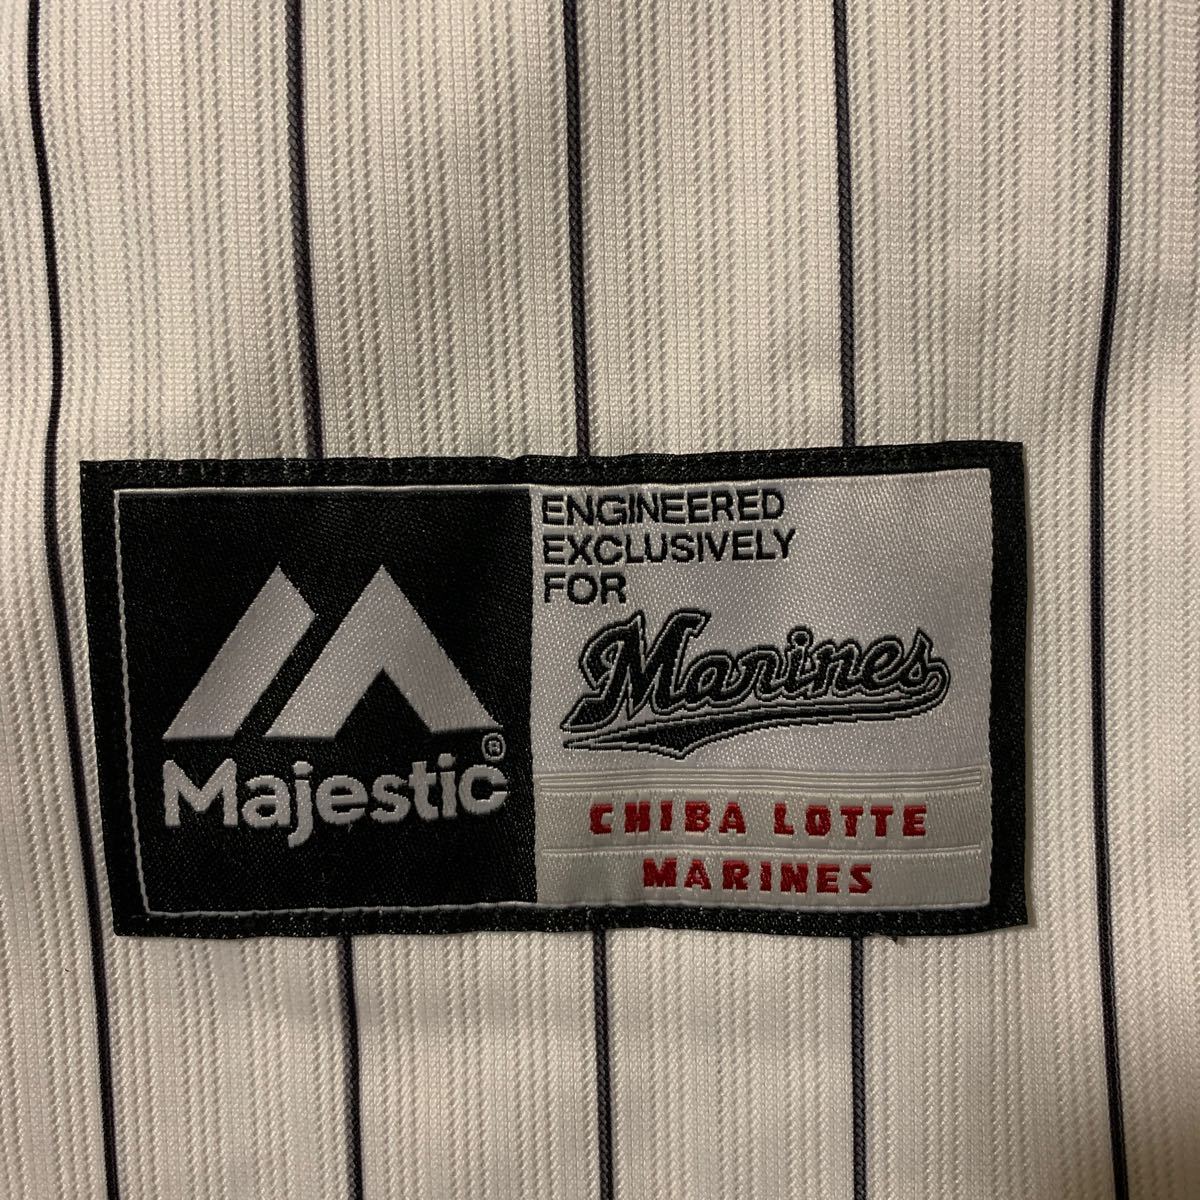 Majestic®
ENGINEERED
EXCLUSIVELY
FOR
Marines
CHIBA LOTTE
MARINES